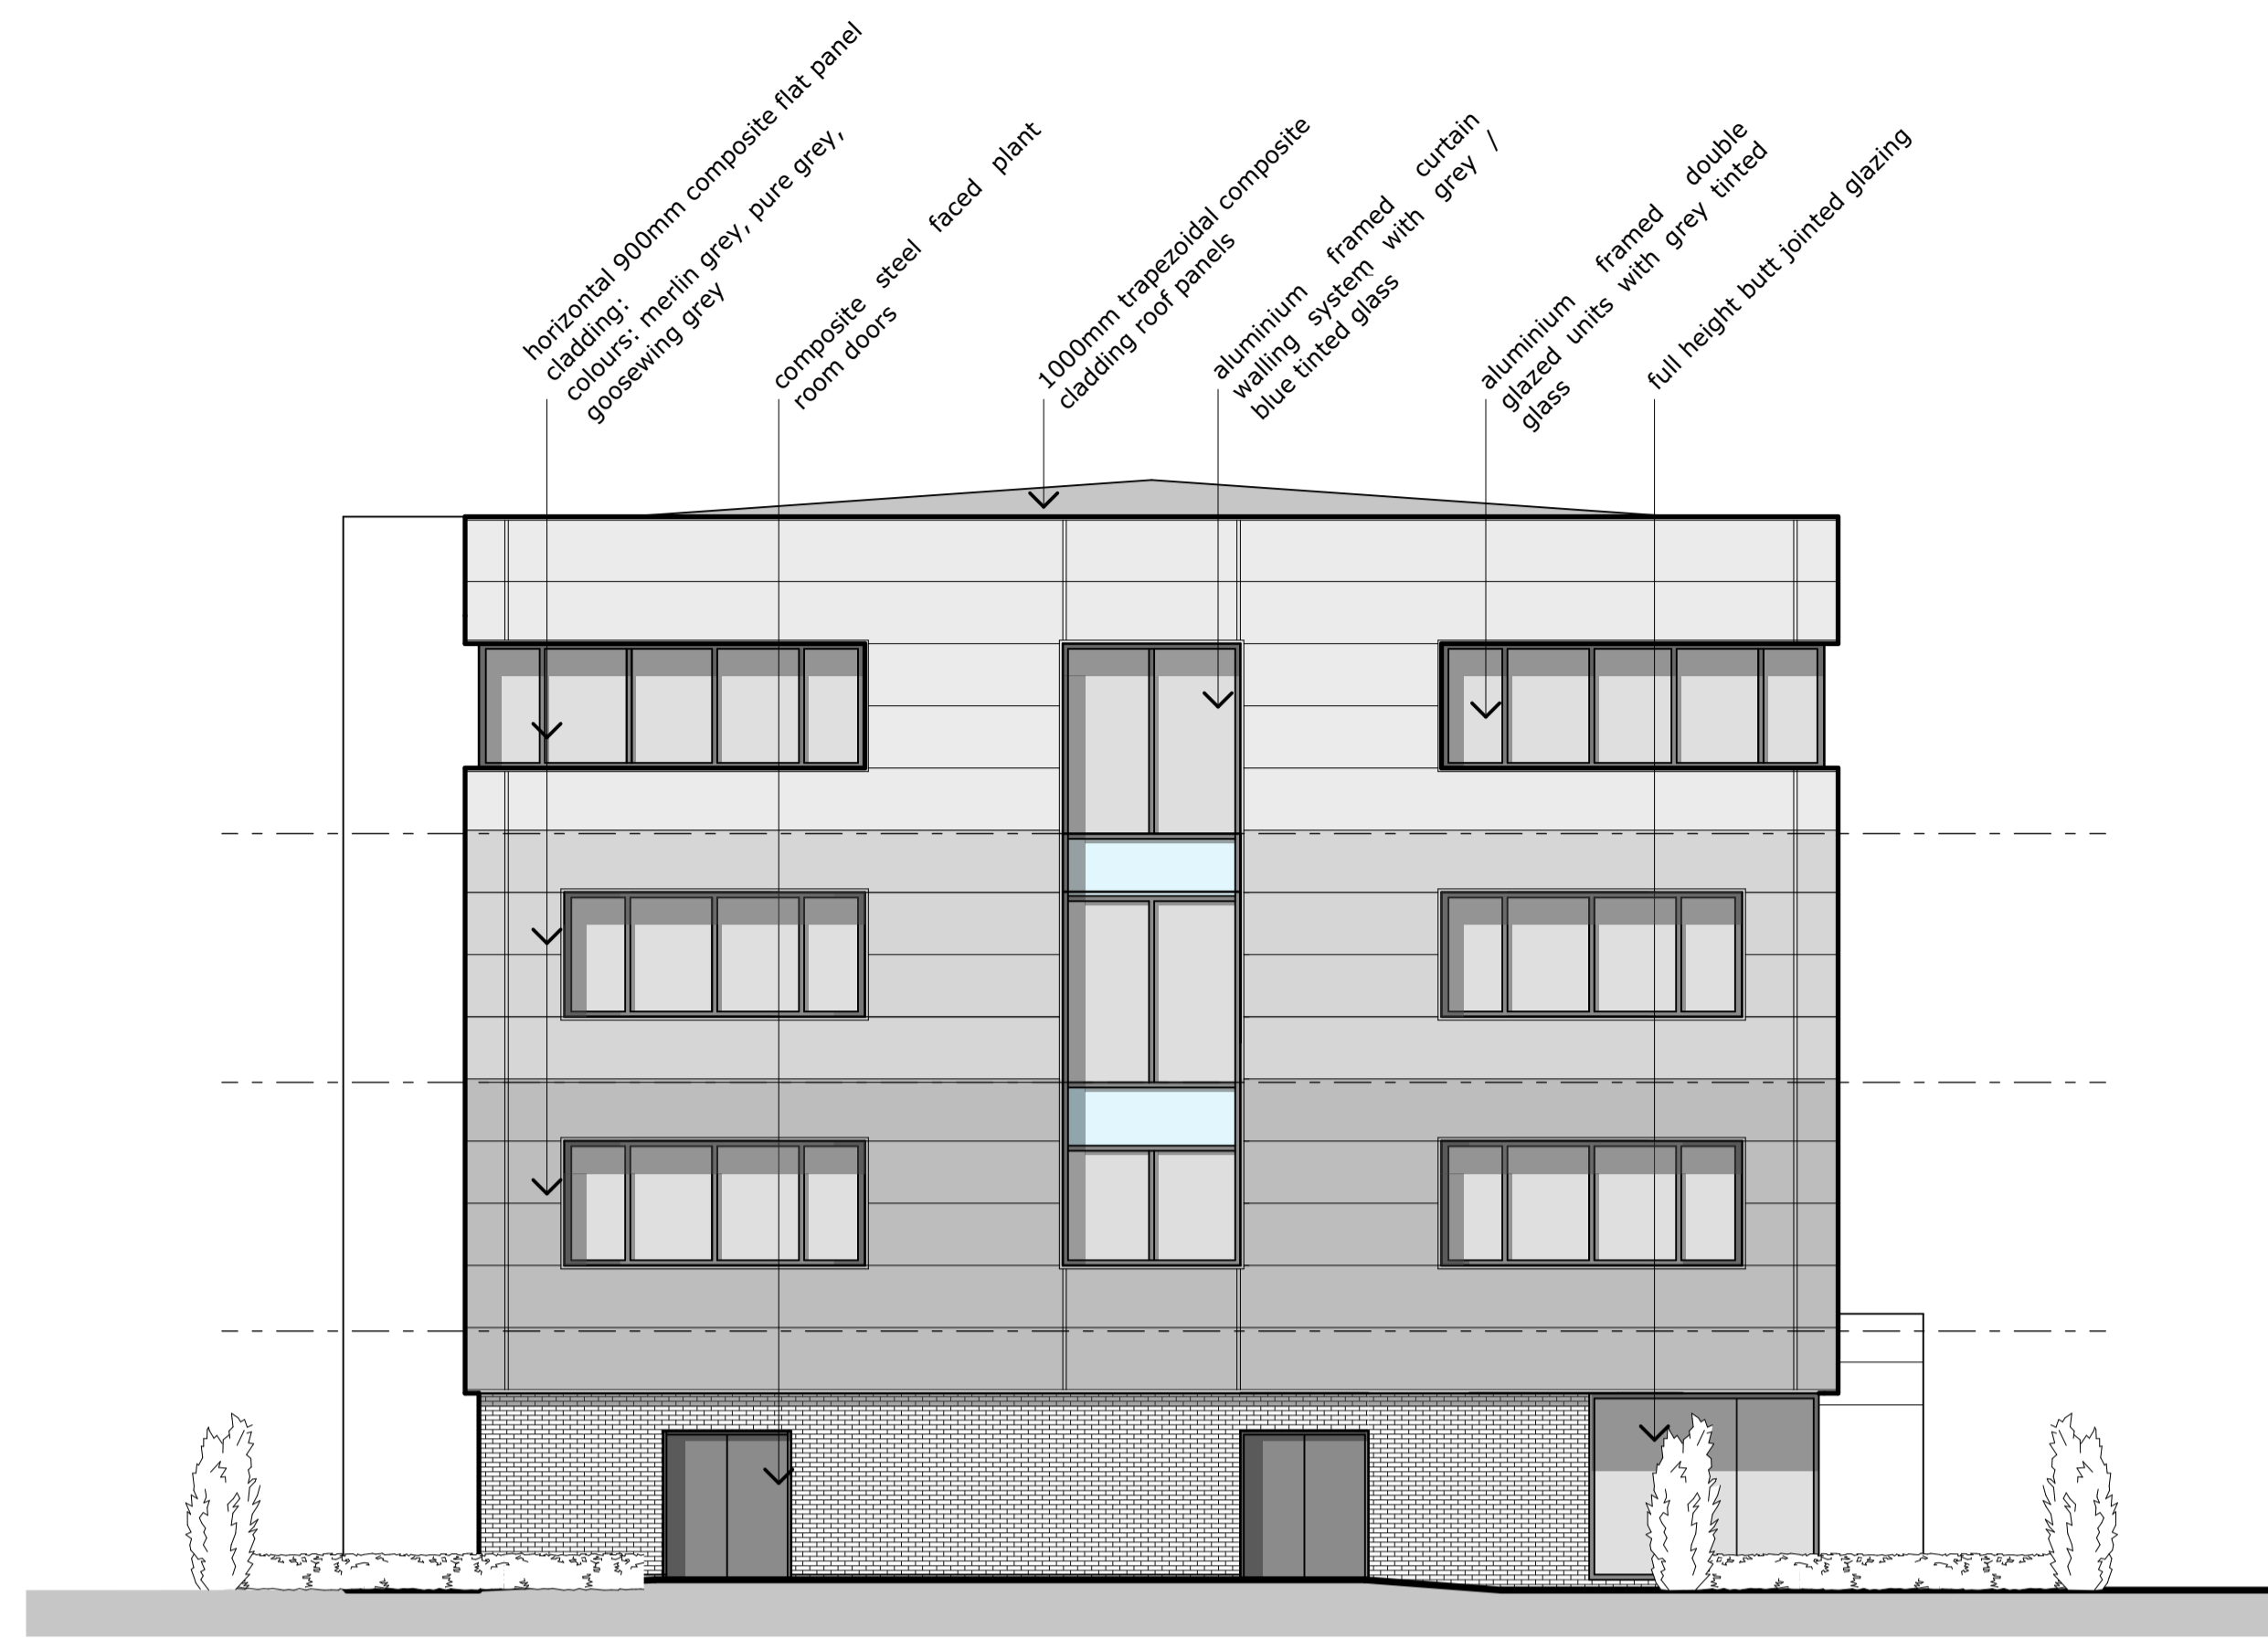 horizontal 900mm composite flat panel
cladding:
colours: merlin grey, pure grey,
goosewing grey
composite steel faced plant
room doors
1000mm trapezoidal composite
cladding roof panels
aluminium framed curtain
walling system with grey /
blue tinted glass
aluminium framed double
glazed units with grey tinted
glass
full height butt jointed glazing